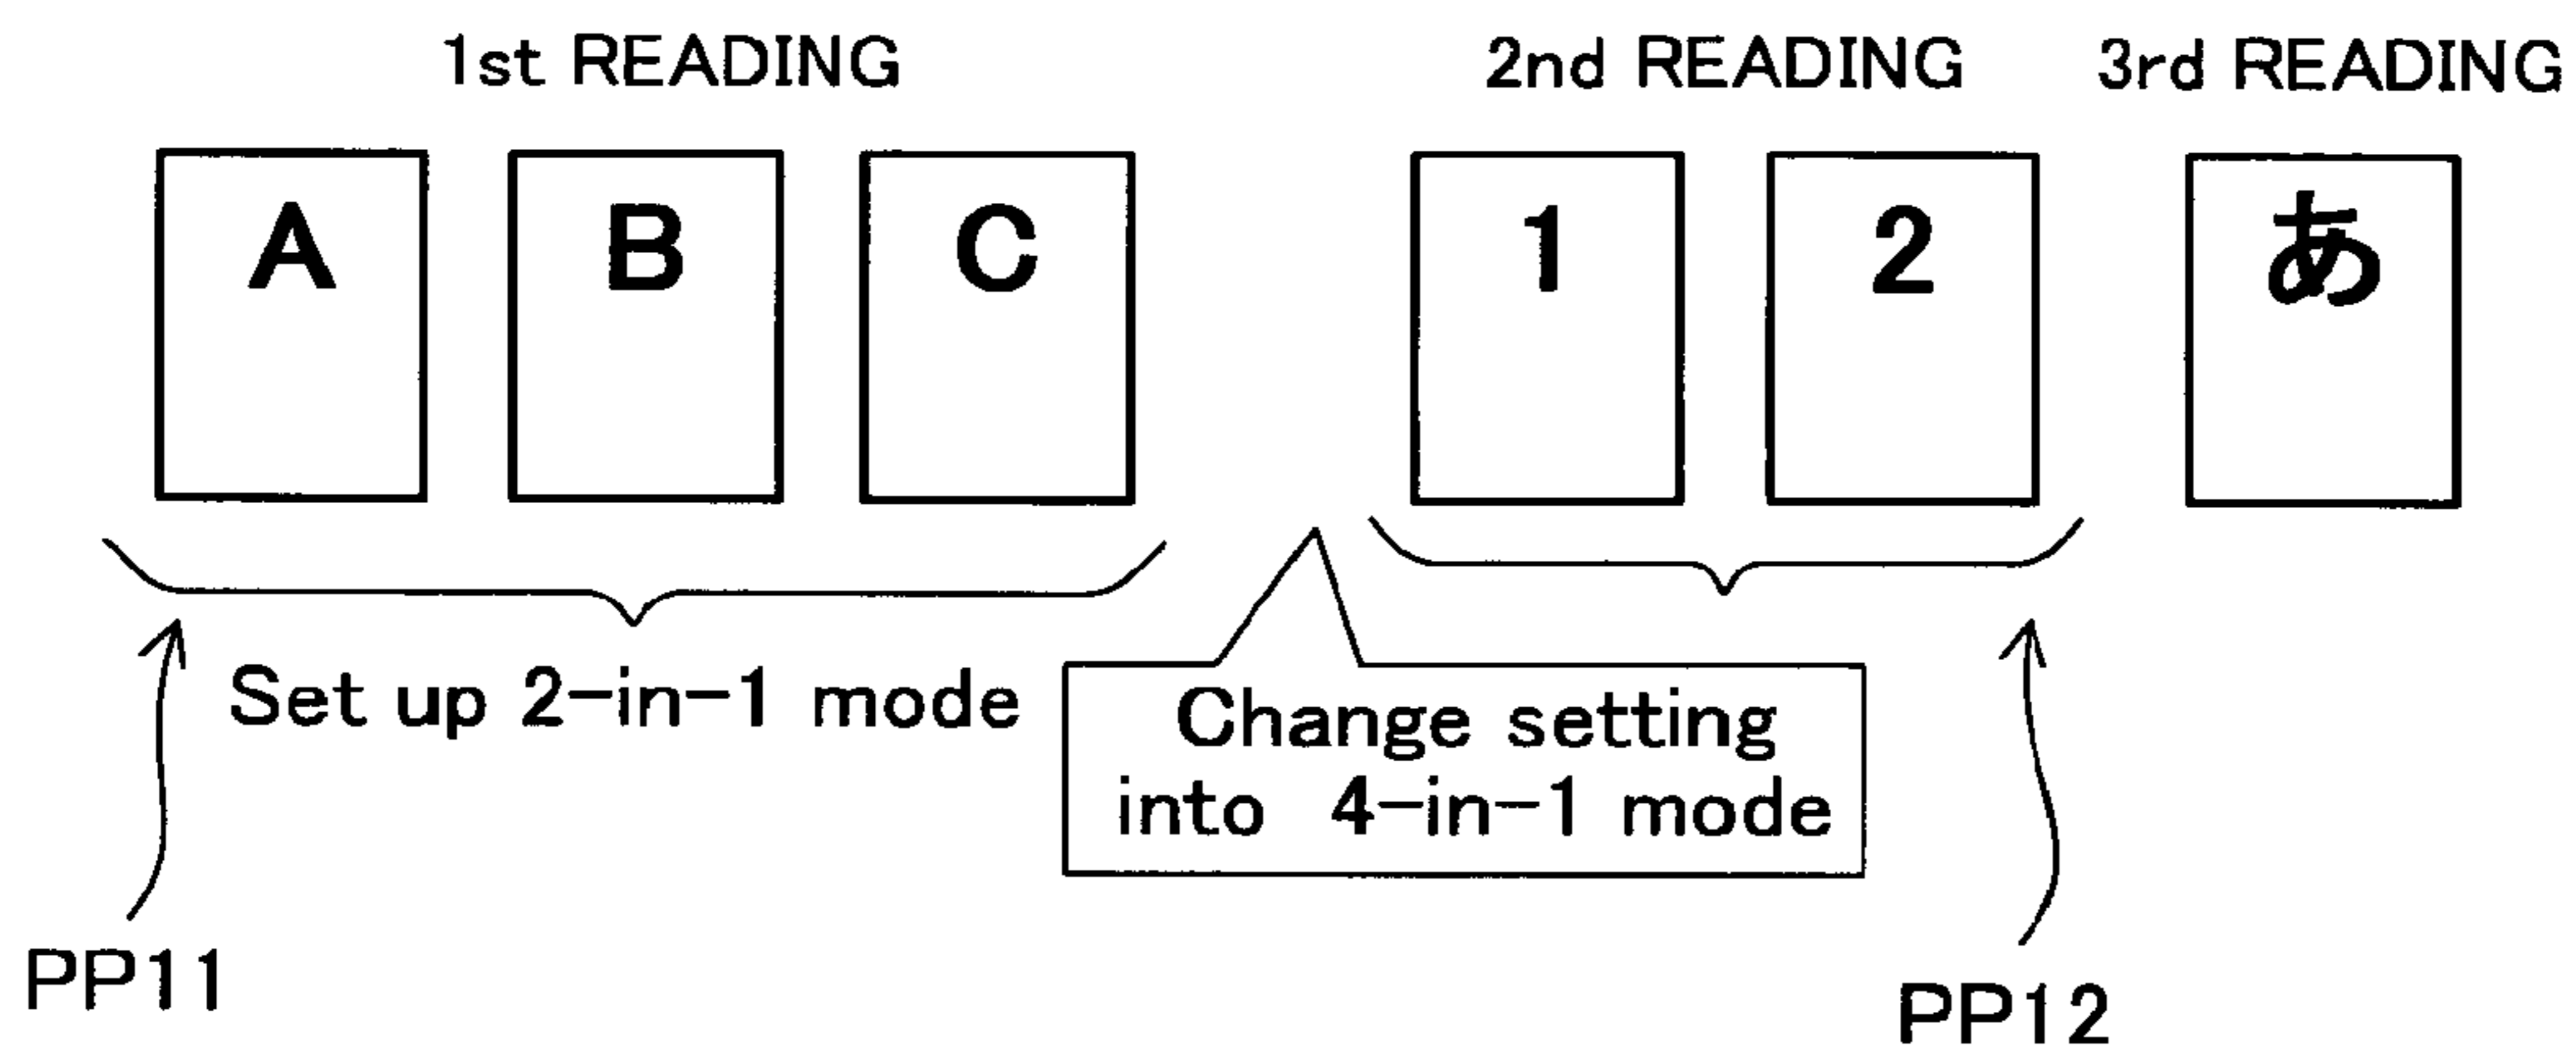 1st READING
2nd READING
3rd READING
A
B
C
1
2
あ
Set up 2-in-1 mode
Change setting
into 4-in-1 mode
PP11
PP12